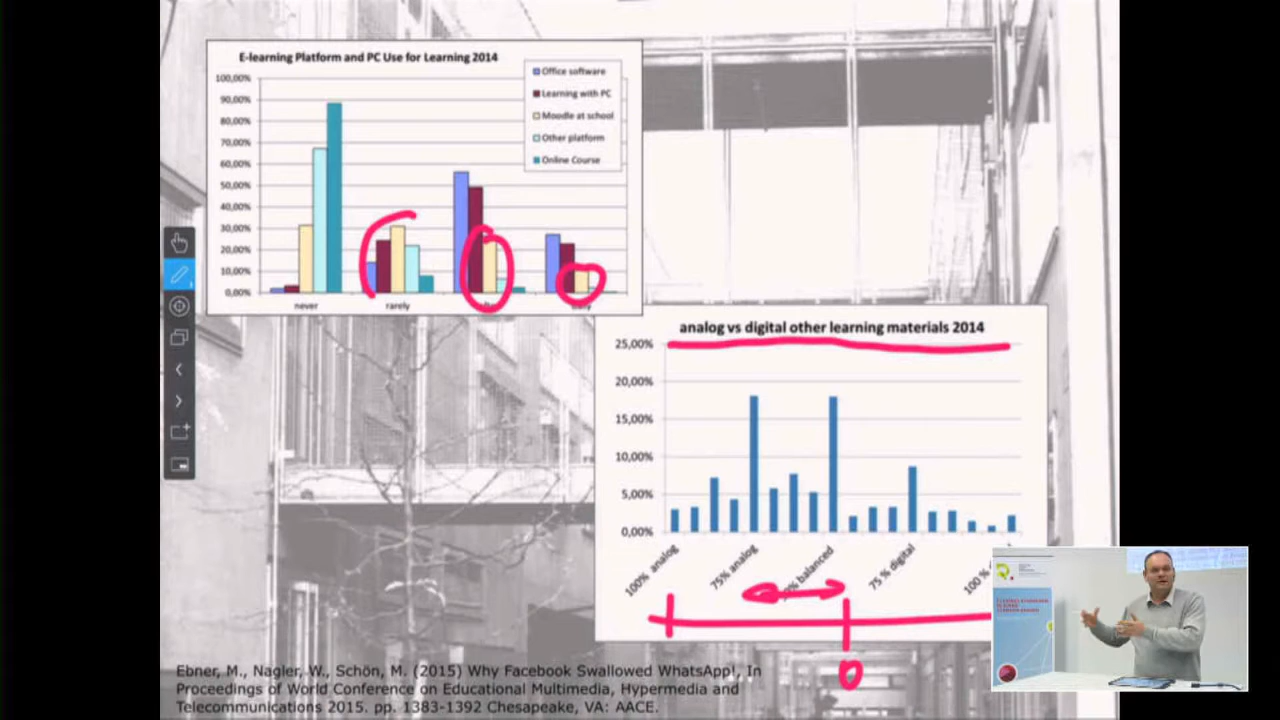 E-learning Platform and PC Use for Learning 2014
100,00%
90,00%
80,00%
70,00%
60,00%
50,00%
40,00%
30,00%
20,00%
10,00%
0,00%
Office software
Learning with PC
Moodle at school
Other platform
Online Course
never
rarely
analog vs digital other learning materials 2014
25,00%
20,00%
15,00%
10,00%
5,00%
0,00%
100% analog
75% analog
balanced
75 % digital
100 %
0
Ebner, M., Nagler, W., Schön, M. (2015) Why Facebook Swallowed WhatsApp!, In
Proceedings of World Conference on Educational Multimedia, Hypermedia and
Telecommunications 2015. pp. 1383-1392 Chesapeake, VA: AACE.